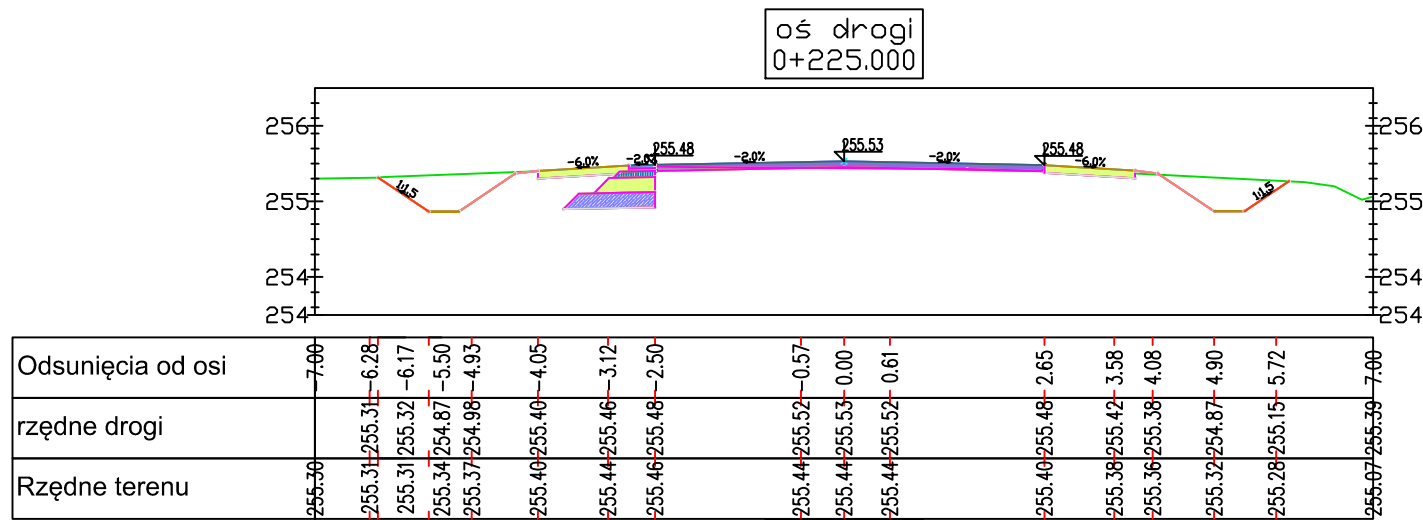 oś drogi
0+225.000
256 256
255.48 255.53 255.48
-6.0% -2.0% -2.0% -2.0% -6.0%
1:1.5 1:1.5
255 255
254 254
254 254
Odsunięcia od osi -7.00 -6.28 -6.17 -5.50 -4.93 -4.05 -3.12 -2.50 -0.57 0.00 0.61 2.65 3.58 4.08 4.90 5.72 7.00
rzędne drogi 255.31 255.32 254.87 254.98 255.40 255.46 255.48 255.52 255.53 255.52 255.48 255.42 255.38 254.87 255.15 255.39
Rzędne terenu 255.30 255.31 255.31 255.34 255.37 255.40 255.44 255.46 255.44 255.44 255.44 255.40 255.38 255.36 255.32 255.28 255.07